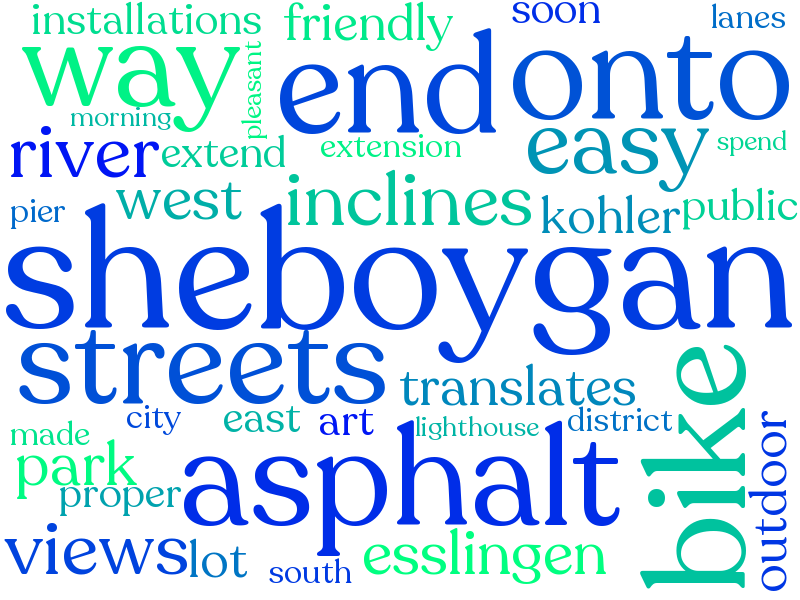 installations
friendly
soon
lanes
way
pleasant
end
onto
morning
river
extend
extension
easy
spend
pier
west
inclines
kohler
public
sheboygan
streets
translates
bike
made
city
east
art
lighthouse
district
park
proper
asphalt
outdoor
views
lot
south
esslingen